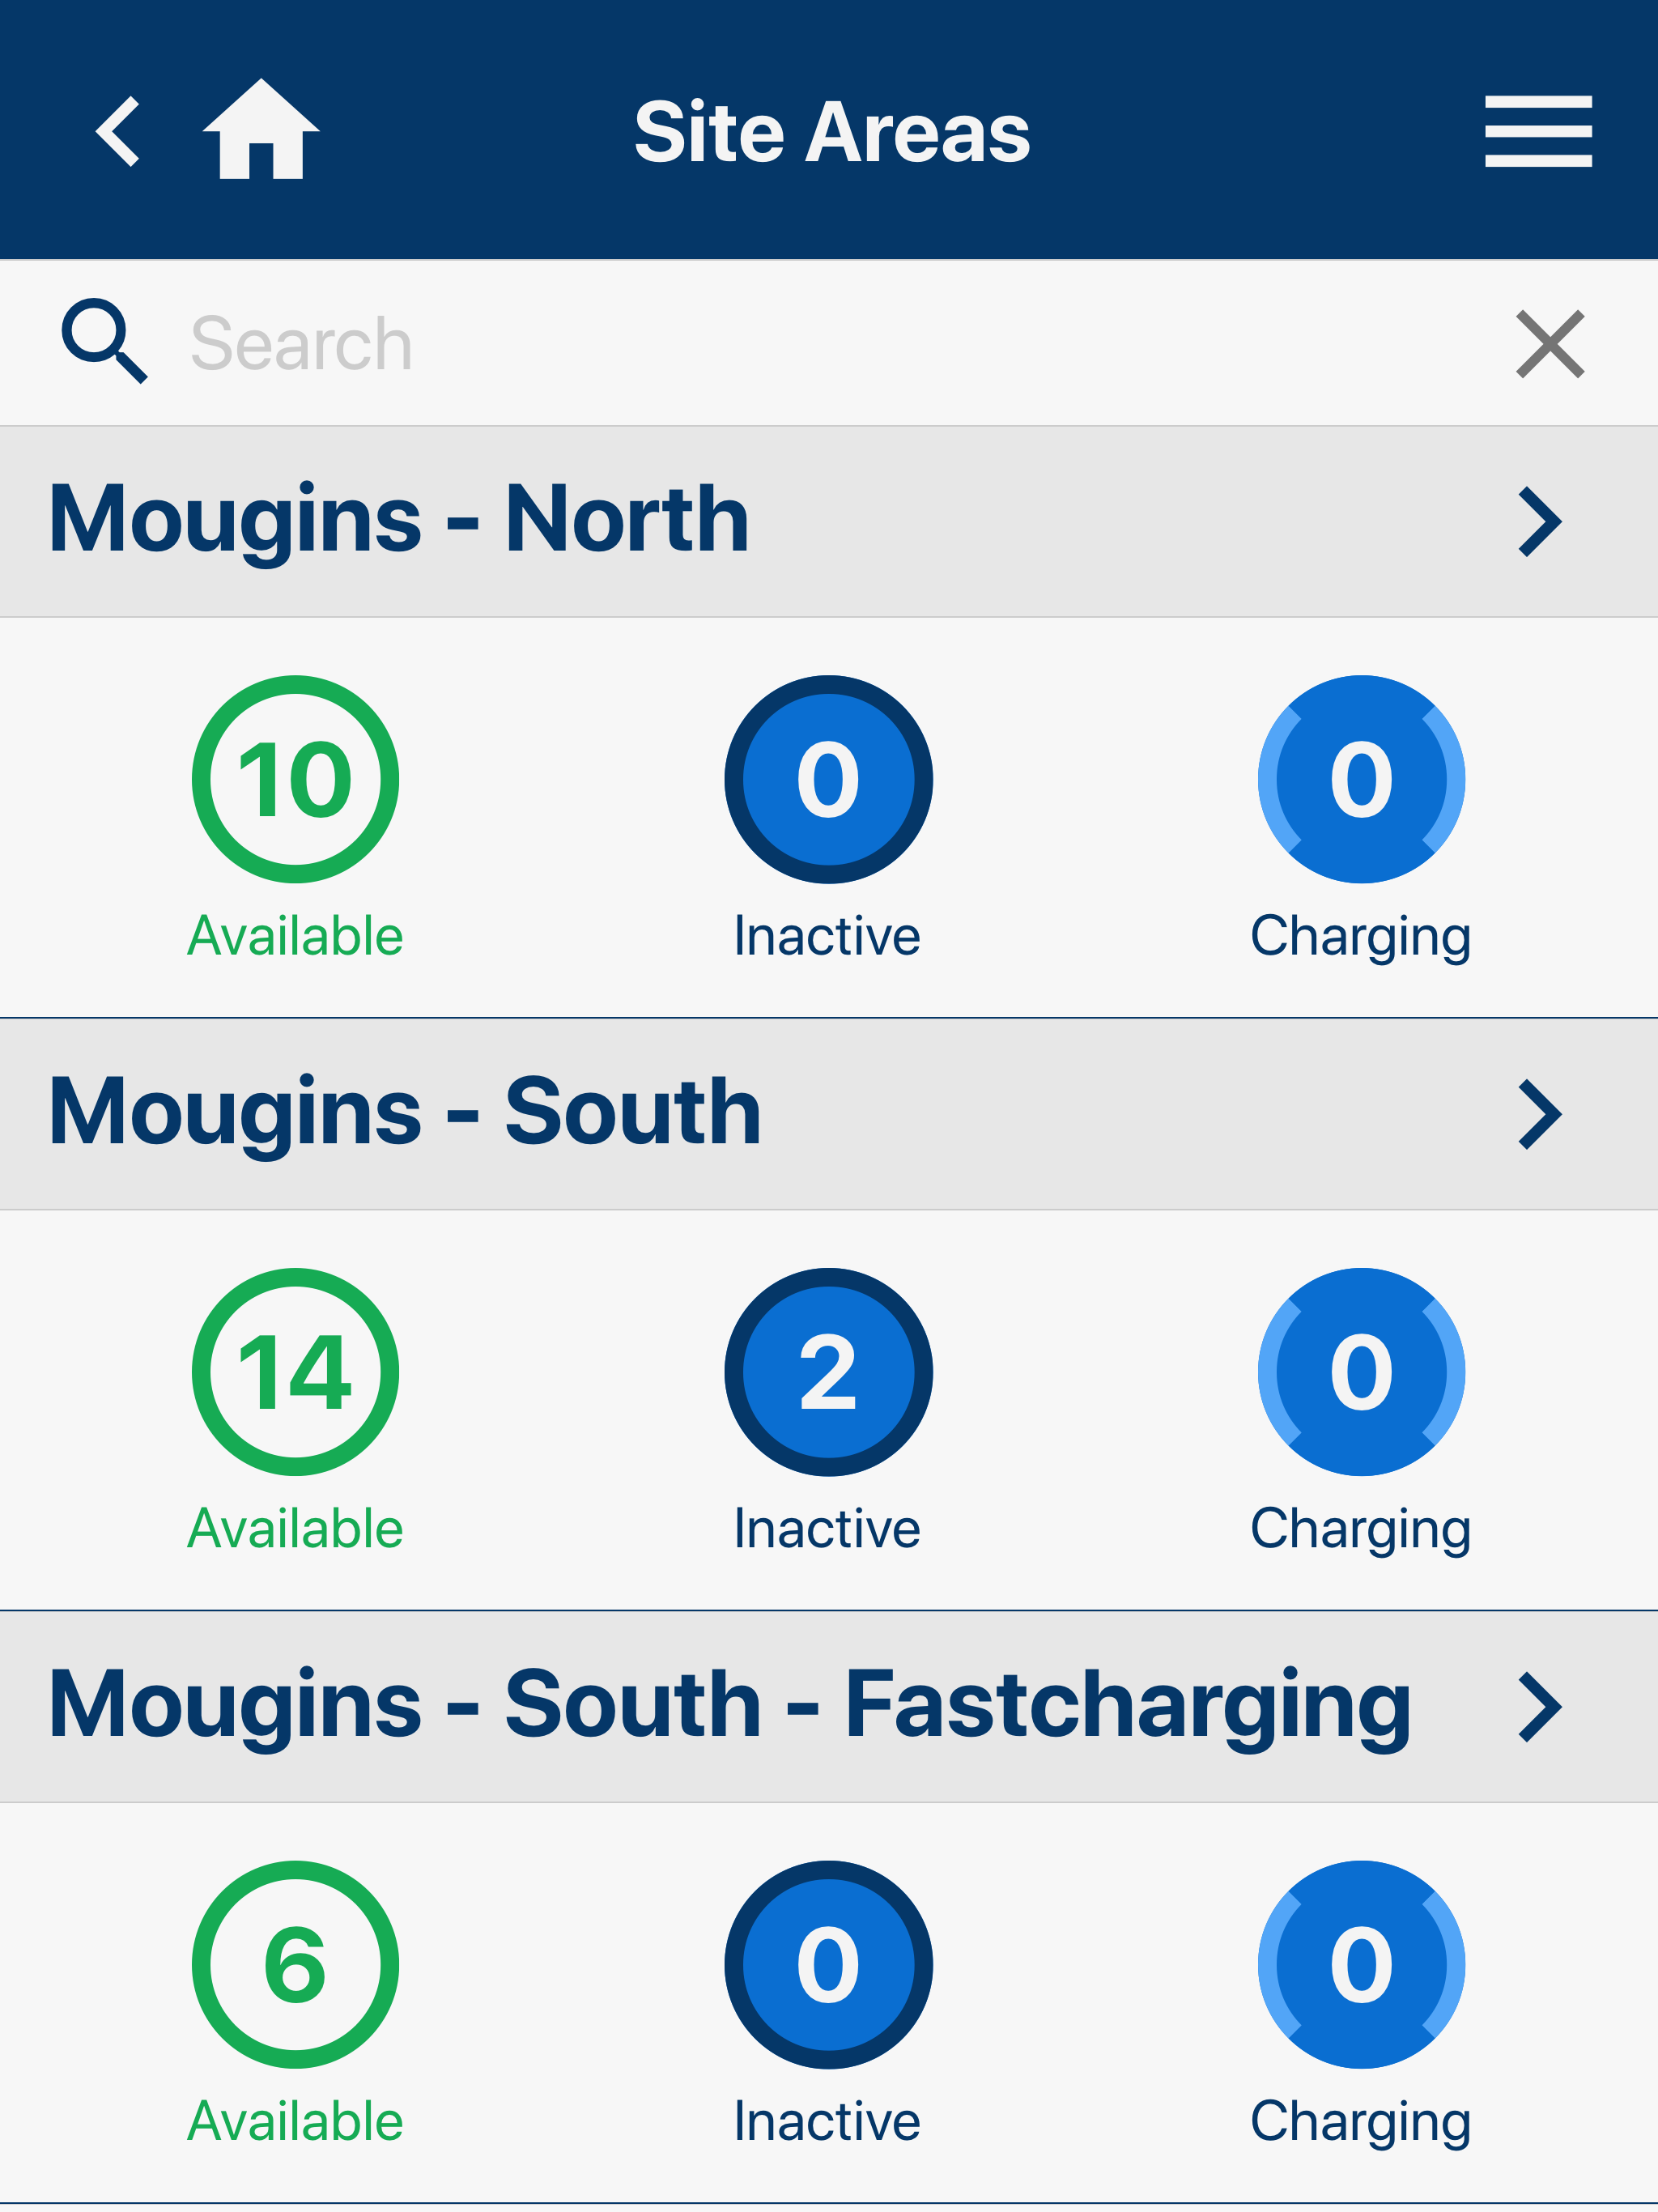 Site Areas
Search
Mougins - North
10 0 0
Available Inactive Charging
Mougins - South
14 2 0
Available Inactive Charging
Mougins - South - Fastcharging
6 0 0
Available Inactive Charging